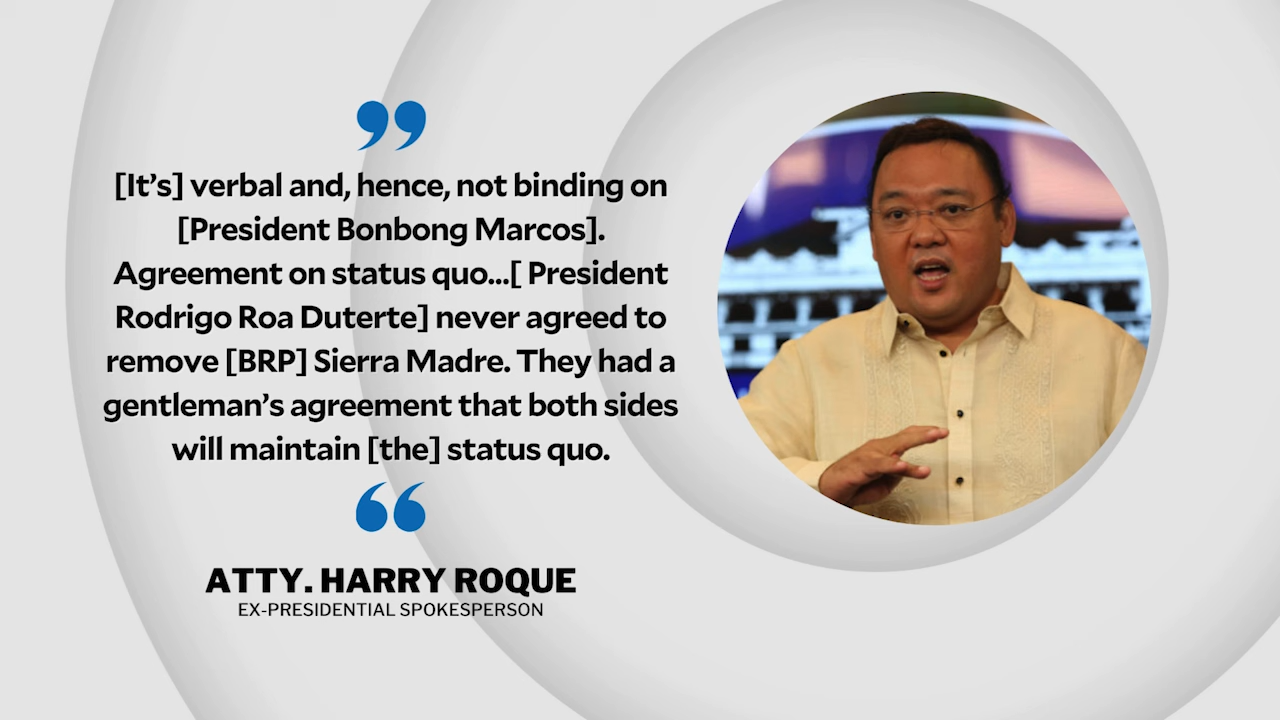 ”
[It’s] verbal and, hence, not binding on
[President Bonbong Marcos].
Agreement on status quo...[ President
Rodrigo Roa Duterte] never agreed to
remove [BRP] Sierra Madre. They had a
gentleman’s agreement that both sides
will maintain [the] status quo.
“
ATTY. HARRY ROQUE
EX-PRESIDENTIAL SPOKESPERSON